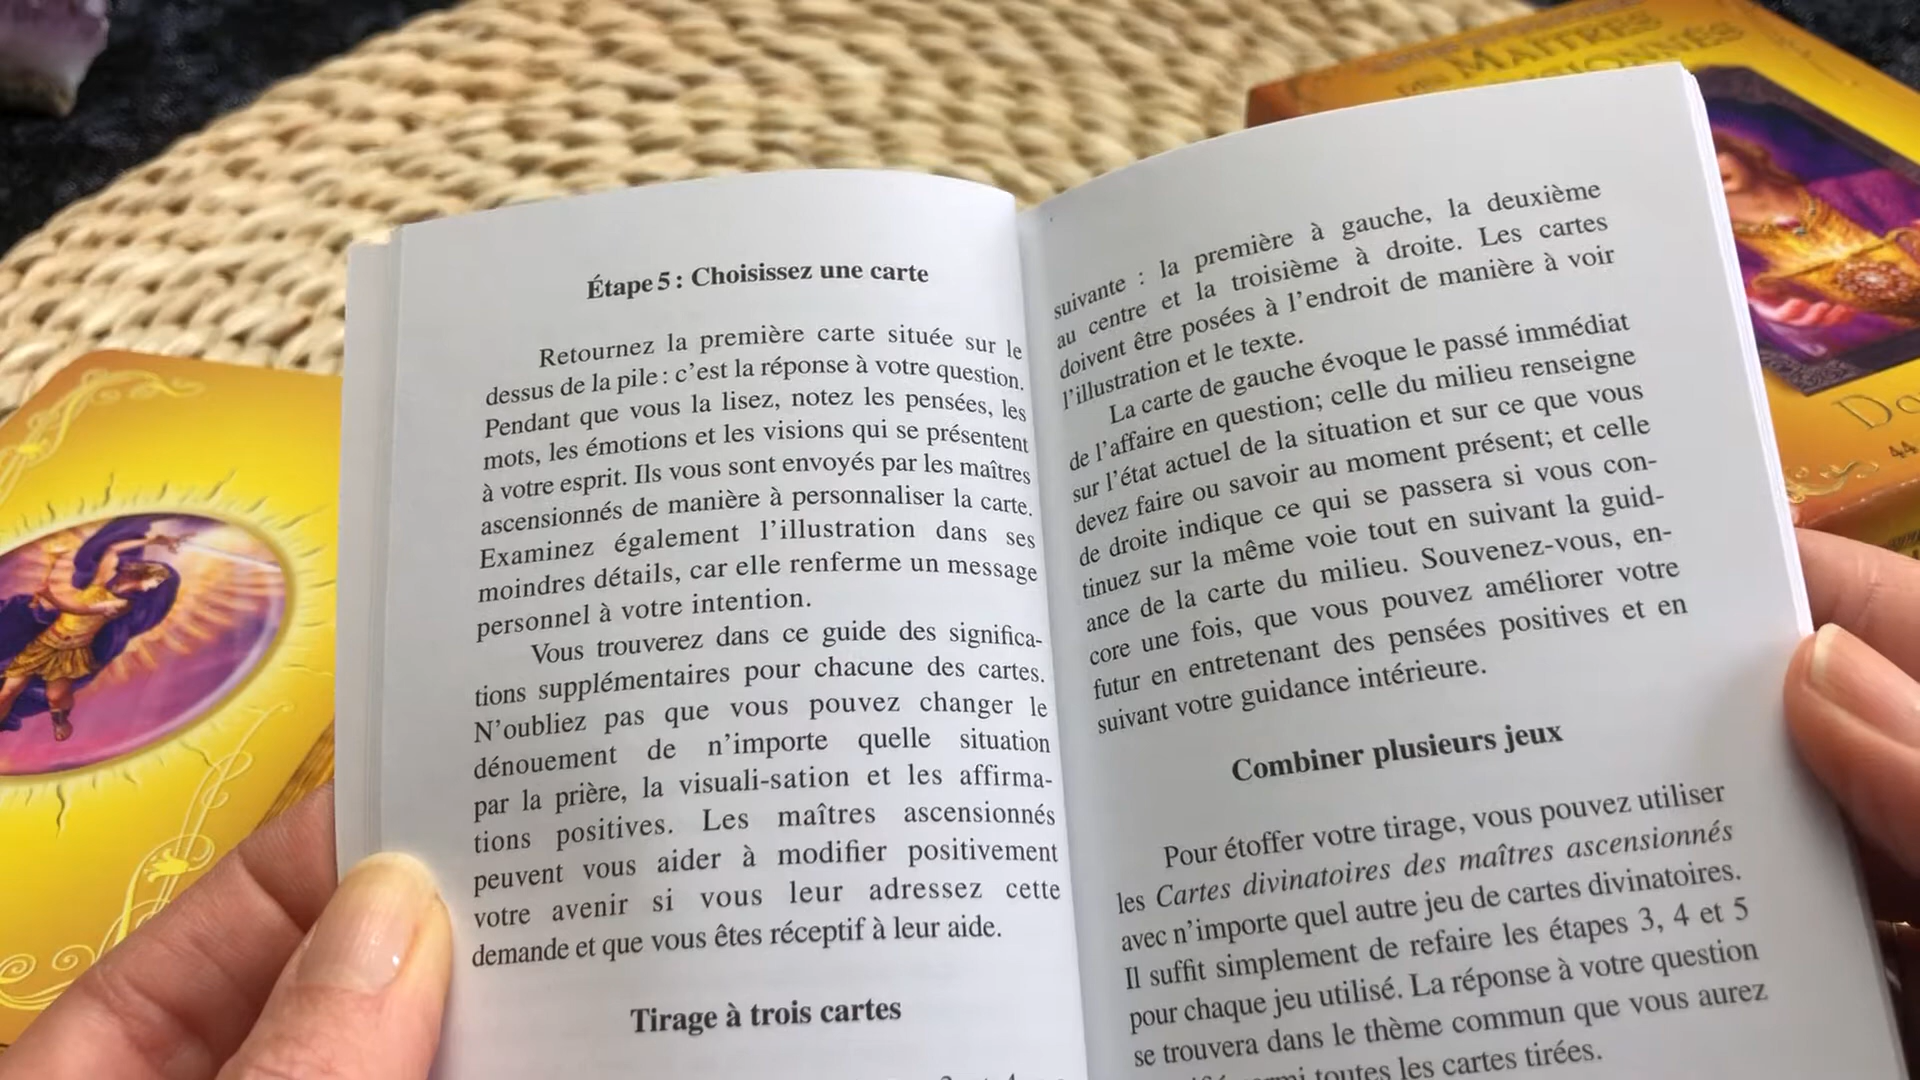 Étape 5 : Choisissez une carte
Retournez la première carte située sur le
dessus de la pile : c’est la réponse à votre question.
Pendant que vous la lisez, notez les pensées, les
mots, les émotions et les visions qui se présentent
à votre esprit. Ils vous sont envoyés par les maîtres
ascensionnés de manière à personnaliser la carte.
Examinez également l’illustration dans ses
moindres détails, car elle renferme un message
personnel à votre intention.
Vous trouverez dans ce guide des significa-
tions supplémentaires pour chacune des cartes.
N’oubliez pas que vous pouvez changer le
dénouement de n’importe quelle situation
par la prière, la visuali-sation et les affirma-
tions positives. Les maîtres ascensionnés
peuvent vous aider à modifier positivement
votre avenir si vous leur adressez cette
demande et que vous êtes réceptif à leur aide.
Tirage à trois cartes
suivante : la première à gauche, la deuxième
au centre et la troisième à droite. Les cartes
doivent être posées à l’endroit de manière à voir
l’illustration et le texte.
La carte de gauche évoque le passé immédiat
de l’affaire en question; celle du milieu renseigne
sur l’état actuel de la situation et sur ce que vous
devez faire ou savoir au moment présent; et celle
de droite indique ce qui se passera si vous con-
tinuez sur la même voie tout en suivant la guid-
ance de la carte du milieu. Souvenez-vous, en-
core une fois, que vous pouvez améliorer votre
futur en entretenant des pensées positives et en
suivant votre guidance intérieure.
Combiner plusieurs jeux
Pour étoffer votre tirage, vous pouvez utiliser
les Cartes divinatoires des maîtres ascensionnés
avec n’importe quel autre jeu de cartes divinatoires.
Il suffit simplement de refaire les étapes 3, 4 et 5
pour chaque jeu utilisé. La réponse à votre question
se trouvera dans le thème commun que vous aurez
toutes les cartes tirées.
MAÎTRES
Do
44